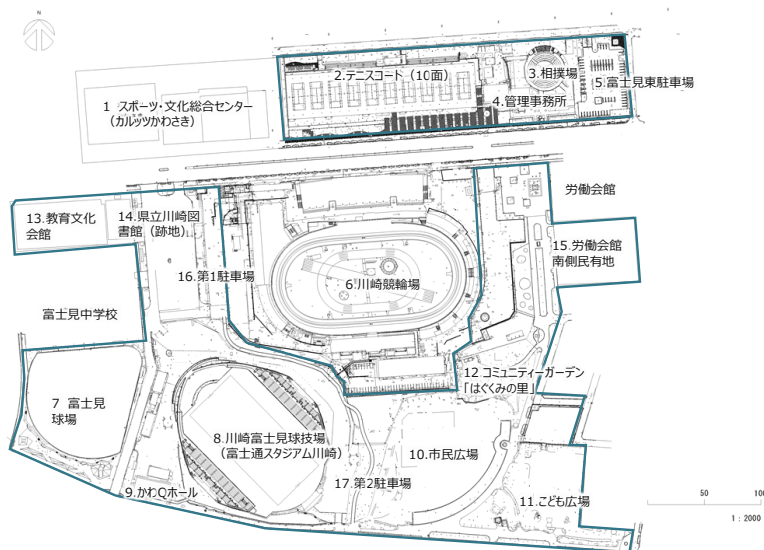 N
2.テニスコート（10面）
3.相撲場
5.富士見東駐車場
1 スポーツ・文化総合センター
（カルッツかわさき）
4.管理事務所
13.教育文化
会館
14.県立川崎図
書館（跡地）
労働会館
15.労働会館
南側民有地
16.第1駐車場
6.川崎競輪場
富士見中学校
12 コミュニティーガーデン
「はぐくみの里」
7 富士見
球場
8.川崎富士見球技場
（富士通スタジアム川崎）
10.市民広場
17.第2駐車場
9.かわQホール
11.こども広場
50
100
1 : 2000